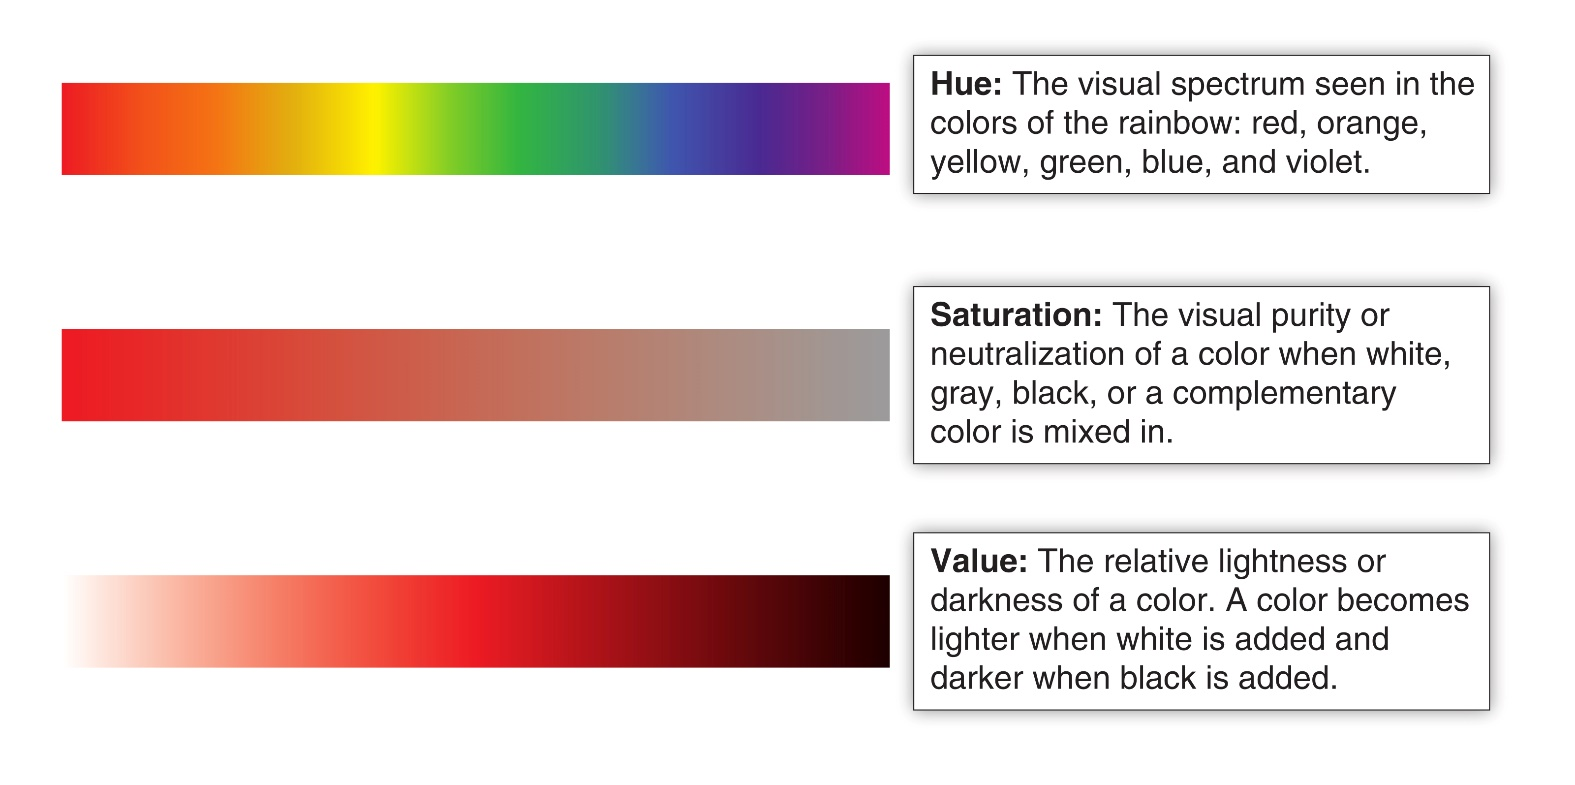 Hue: The visual spectrum seen in the
colors of the rainbow: red, orange,
yellow, green, blue, and violet.
Saturation: The visual purity or
neutralization of a color when white,
gray, black, or a complementary
color is mixed in.
Value: The relative lightness or
darkness of a color. A color becomes
lighter when white is added and
darker when black is added.